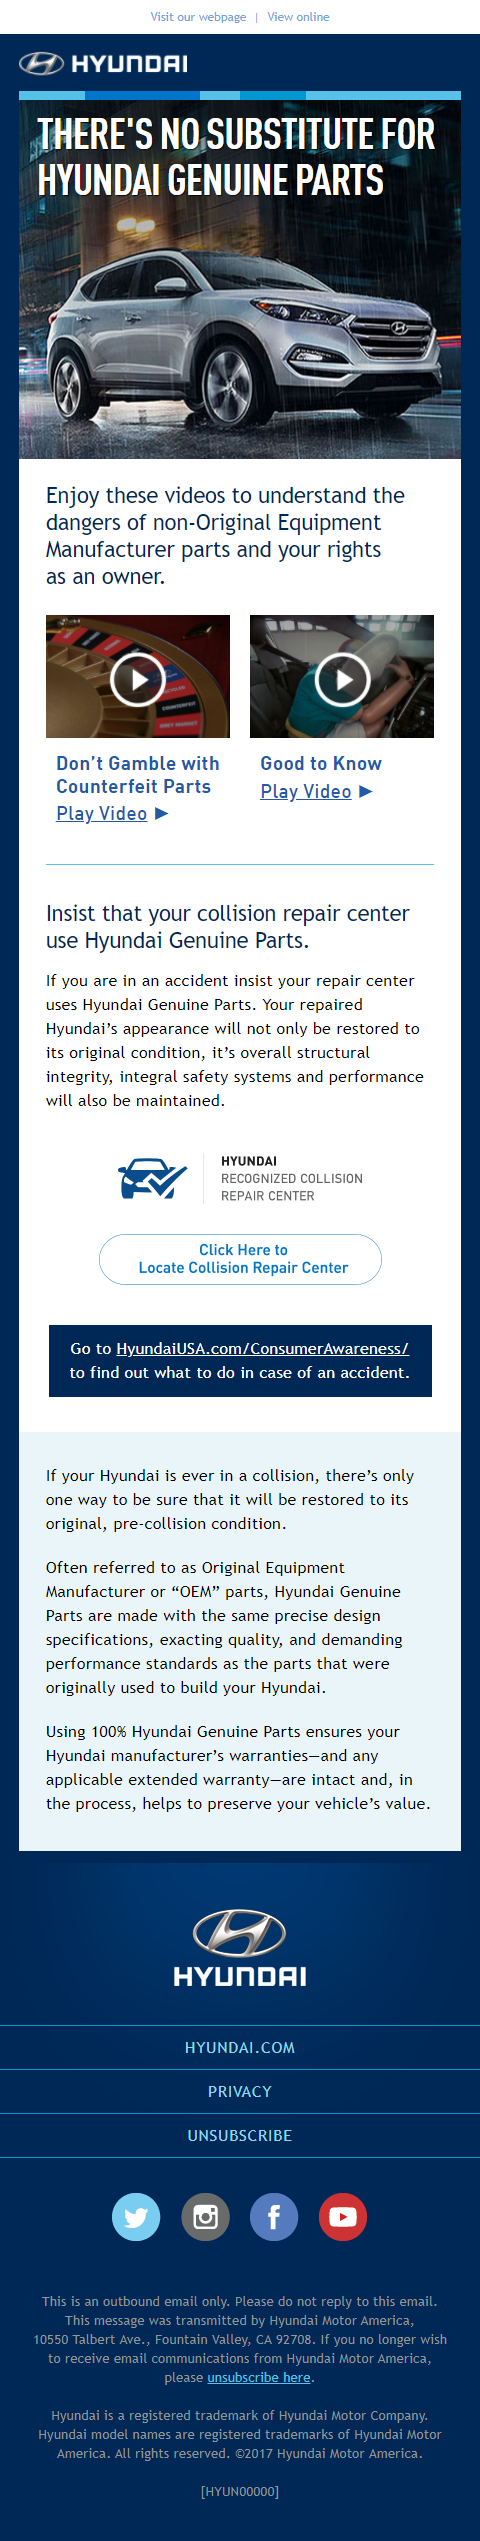 Visit our webpage | View online
HYUNDAI
THERE'S NO SUBSTITUTE FOR
HYUNDAI GENUINE PARTS
Enjoy these videos to understand the
dangers of non-Original Equipment
Manufacturer parts and your rights
as an owner.
COUNTERFEIT
GREY MARKET
Don’t Gamble with
Counterfeit Parts
Play Video ►
Good to Know
Play Video ►
Insist that your collision repair center
use Hyundai Genuine Parts.
If you are in an accident insist your repair center
uses Hyundai Genuine Parts. Your repaired
Hyundai’s appearance will not only be restored to
its original condition, it’s overall structural
integrity, integral safety systems and performance
will also be maintained.
HYUNDAI
RECOGNIZED COLLISION
REPAIR CENTER
Click Here to
Locate Collision Repair Center
Go to HyundaiUSA.com/ConsumerAwareness/
to find out what to do in case of an accident.
If your Hyundai is ever in a collision, there’s only
one way to be sure that it will be restored to its
original, pre-collision condition.
Often referred to as Original Equipment
Manufacturer or “OEM” parts, Hyundai Genuine
Parts are made with the same precise design
specifications, exacting quality, and demanding
performance standards as the parts that were
originally used to build your Hyundai.
Using 100% Hyundai Genuine Parts ensures your
Hyundai manufacturer’s warranties—and any
applicable extended warranty—are intact and, in
the process, helps to preserve your vehicle’s value.
HYUNDAI
HYUNDAI.COM
PRIVACY
UNSUBSCRIBE
This is an outbound email only. Please do not reply to this email.
This message was transmitted by Hyundai Motor America,
10550 Talbert Ave., Fountain Valley, CA 92708. If you no longer wish
to receive email communications from Hyundai Motor America,
please unsubscribe here.
Hyundai is a registered trademark of Hyundai Motor Company.
Hyundai model names are registered trademarks of Hyundai Motor
America. All rights reserved. ©2017 Hyundai Motor America.
[HYUN00000]